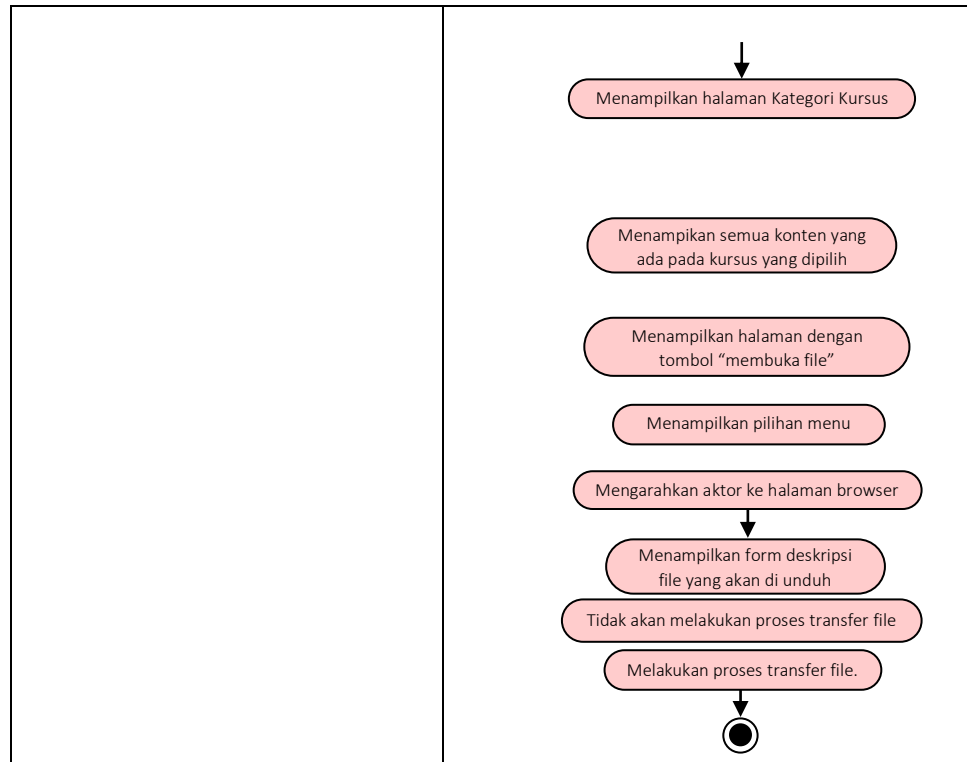 Menampilkan halaman Kategori Kursus
Menampikan semua konten yang
ada pada kursus yang dipilih
Menampilkan halaman dengan
tombol “membuka file”
Menampilkan pilihan menu
Mengarahkan aktor ke halaman browser
Menampilkan form deskripsi
file yang akan di unduh
Tidak akan melakukan proses transfer file
Melakukan proses transfer file.